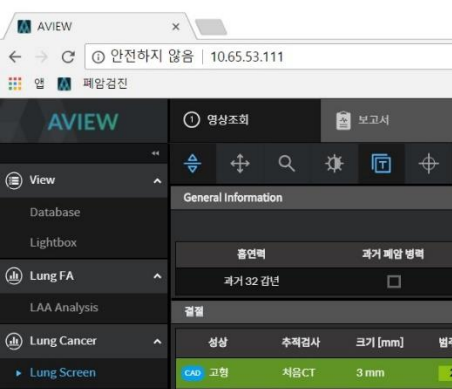 AVIEW
안전하지 않음 10.65.53.111
앱 폐암검진
AVIEW
1 영상조회 보고서
View
Database
Lightbox
Lung FA
LAA Analysis
Lung Cancer
Lung Screen
T
General Information
흡연력 과거 폐암 병력
과거 32 갑년
결절
성상 추적검사 크기 [mm]
CAD 고형 처음CT 3 mm